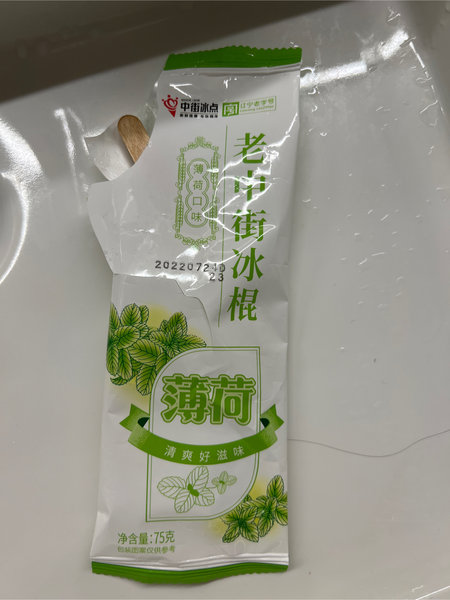 中街冰点
辽宁老字号
老中街冰棍
薄荷口味
20220724D
23
薄荷
清爽好滋味
净含量:75克
包装图案仅供参考